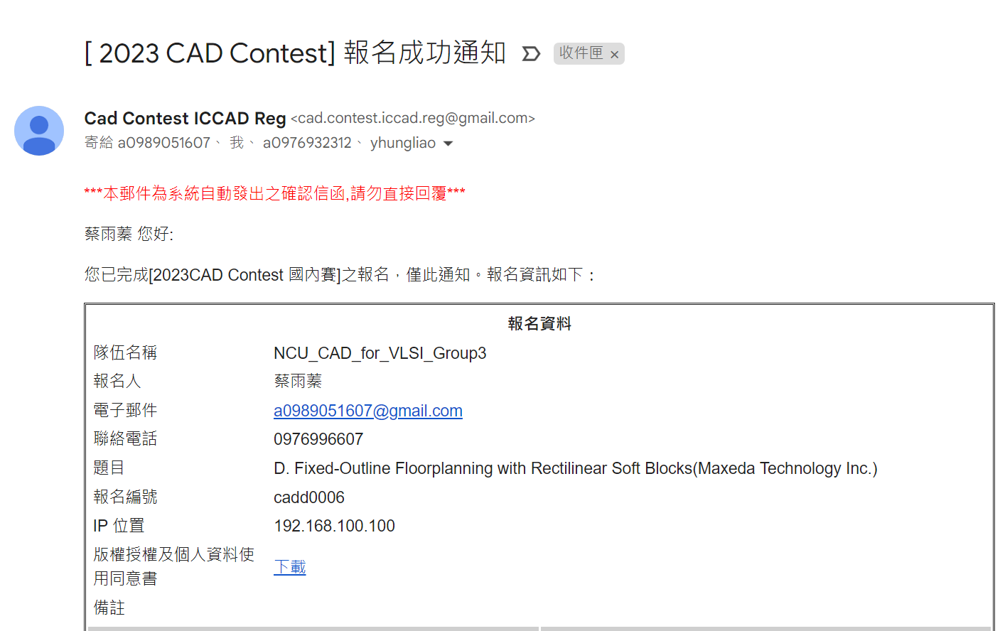 [ 2023 CAD Contest] 報名成功通知 收件匣 ×
Cad Contest ICCAD Reg <cad.contest.iccad.reg@gmail.com>
寄給 a0989051607、 我、 a0976932312、 yhungliao
***本郵件為系統自動發出之確認信函,請勿直接回覆***
蔡雨蓁 您好:
您已完成[2023CAD Contest 國內賽]之報名，僅此通知。報名資訊如下：
報名資料
隊伍名稱 NCU_CAD_for_VLSI_Group3
報名人 蔡雨蓁
電子郵件 a0989051607@gmail.com
聯絡電話 0976996607
題目 D. Fixed-Outline Floorplanning with Rectilinear Soft Blocks(Maxeda Technology Inc.)
報名編號 cadd0006
IP 位置 192.168.100.100
版權授權及個人資料使
用同意書 下載
備註